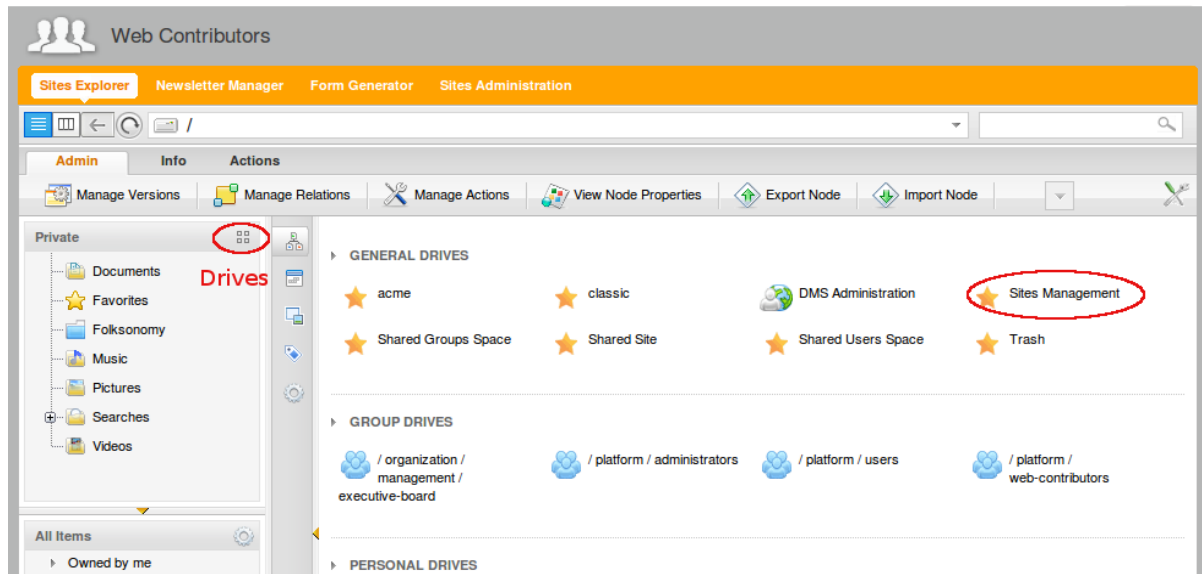 Web Contributors
Sites Explorer Newsletter Manager Form Generator Sites Administration
/
Admin Info Actions
Manage Versions Manage Relations Manage Actions View Node Properties Export Node Import Node
Private
Drives
Documents
Favorites
Folksonomy
Music
Pictures
Searches
Videos
All Items
Owned by me
GENERAL DRIVES
acme classic DMS Administration Sites Management
Shared Groups Space Shared Site Shared Users Space Trash
GROUP DRIVES
/ organization / / platform / administrators / platform / users / platform /
management / web-contributors
executive-board
PERSONAL DRIVES